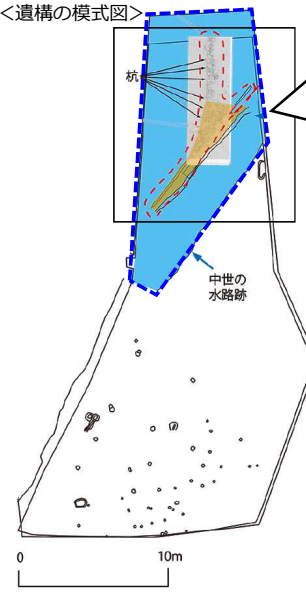 <遺構の模式図>
杭
中世の
水路跡
0 10m